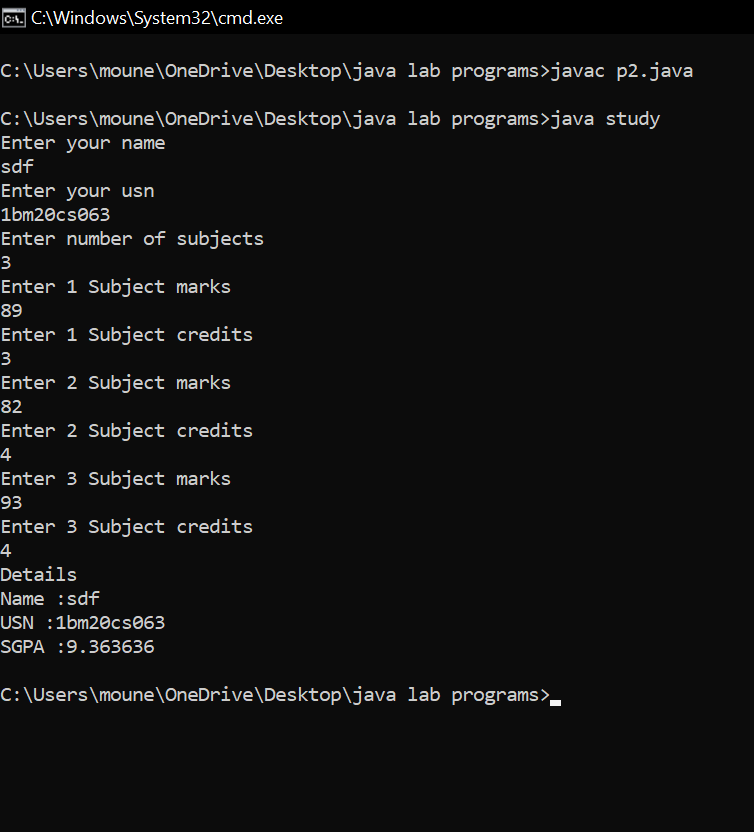 C:\Windows\System32\cmd.exe
C:\Users\moune\OneDrive\Desktop\java lab programs>javac p2.java
C:\Users\moune\OneDrive\Desktop\java lab programs>java study
Enter your name
sdf
Enter your usn
1bm20cs063
Enter number of subjects
3
Enter 1 Subject marks
89
Enter 1 Subject credits
3
Enter 2 Subject marks
82
Enter 2 Subject credits
4
Enter 3 Subject marks
93
Enter 3 Subject credits
4
Details
Name :sdf
USN :1bm20cs063
SGPA :9.363636
C:\Users\moune\OneDrive\Desktop\java lab programs>